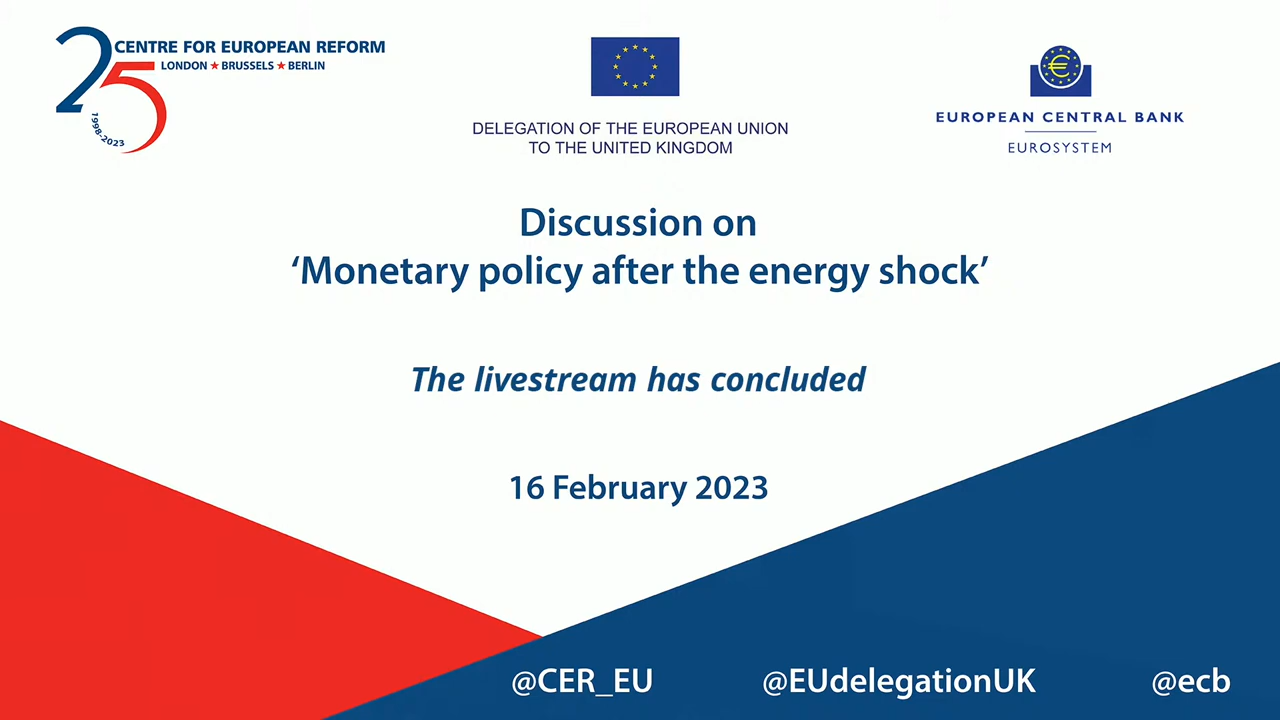 25
CENTRE FOR EUROPEAN REFORM
LONDON ★ BRUSSELS ★ BERLIN
1998-2023
DELEGATION OF THE EUROPEAN UNION
TO THE UNITED KINGDOM
€
EUROPEAN CENTRAL BANK
EUROSYSTEM
Discussion on
‘Monetary policy after the energy shock’
The livestream has concluded
16 February 2023
@CER_EU
@EUdelegationUK
@ecb